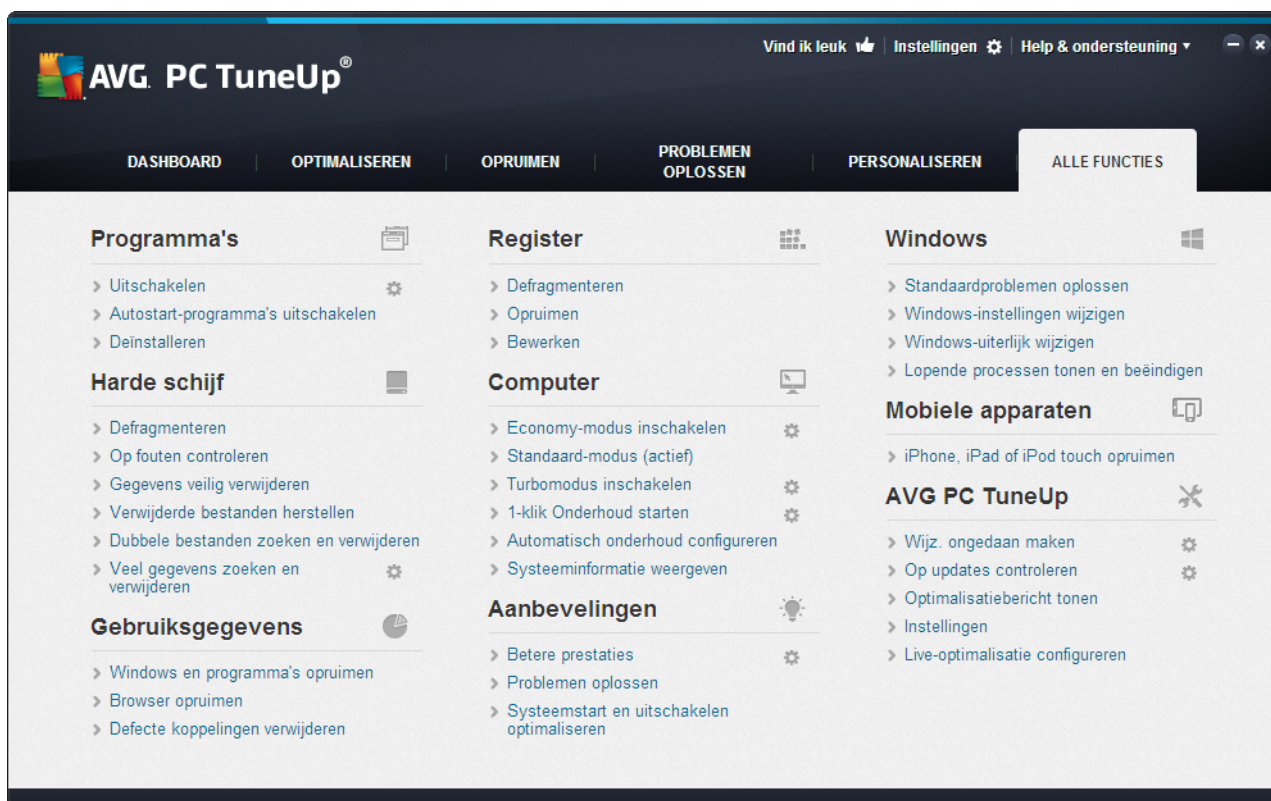 Vind ik leuk
Instellingen
Help & ondersteuning
AVG. PC TuneUp®
DASHBOARD
OPTIMALISEREN
OPRUIMEN
PROBLEMEN
OPLOSSEN
PERSONALISEREN
ALLE FUNCTIES
Programma's
Uitschakelen
Autostart-programma's uitschakelen
Deïnstalleren
Harde schijf
Defragmenteren
Op fouten controleren
Gegevens veilig verwijderen
Verwijderde bestanden herstellen
Dubbele bestanden zoeken en verwijderen
Veel gegevens zoeken en
verwijderen
Gebruiksgegevens
Windows en programma's opruimen
Browser opruimen
Defecte koppelingen verwijderen
Register
Defragmenteren
Opruimen
Bewerken
Computer
Economy-modus inschakelen
Standaard-modus (actief)
Turbomodus inschakelen
1-klik Onderhoud starten
Automatisch onderhoud configureren
Systeeminformatie weergeven
Aanbevelingen
Betere prestaties
Problemen oplossen
Systeemstart en uitschakelen
optimaliseren
Windows
Standaardproblemen oplossen
Windows-instellingen wijzigen
Windows-uiterlijk wijzigen
Lopende processen tonen en beëindigen
Mobiele apparaten
iPhone, iPad of iPod touch opruimen
AVG PC TuneUp
Wijz. ongedaan maken
Op updates controleren
Optimalisatiebericht tonen
Instellingen
Live-optimalisatie configureren